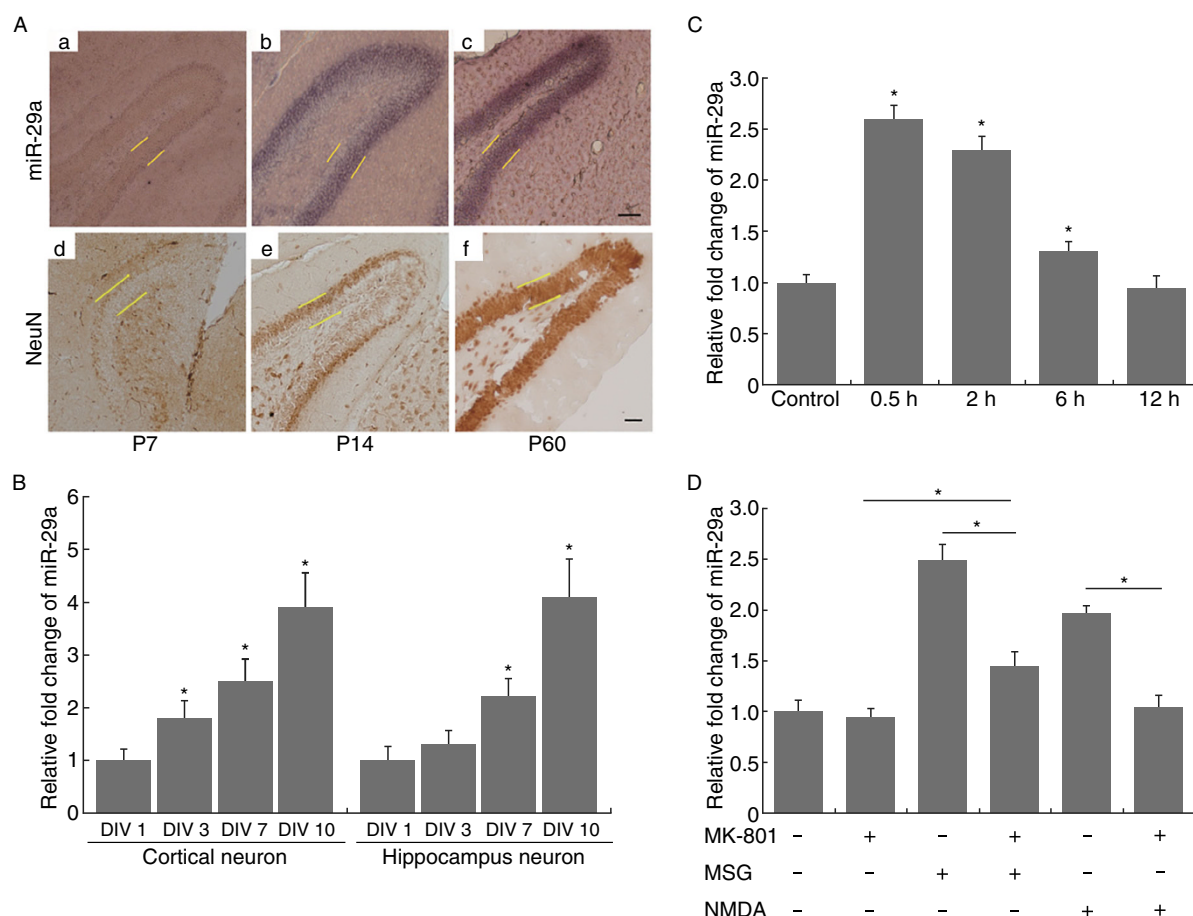 A
a b c
miR-29a
d e f
NeuN
P7 P14 P60
B
Relative fold change of miR-29a
6
5
4
3
2
1
0
* * * * *
DIV 1 DIV 3 DIV 7 DIV 10 DIV 1 DIV 3 DIV 7 DIV 10
Cortical neuron Hippocampus neuron
C
Relative fold change of miR-29a
3.0
2.5
2.0
1.5
1.0
0.5
0
* * *
Control 0.5 h 2 h 6 h 12 h
D
Relative fold change of miR-29a
3.0
2.5
2.0
1.5
1.0
0.5
0
*
*
*
MK-801 – + – + – +
MSG – – + + – –
NMDA – – – – + +